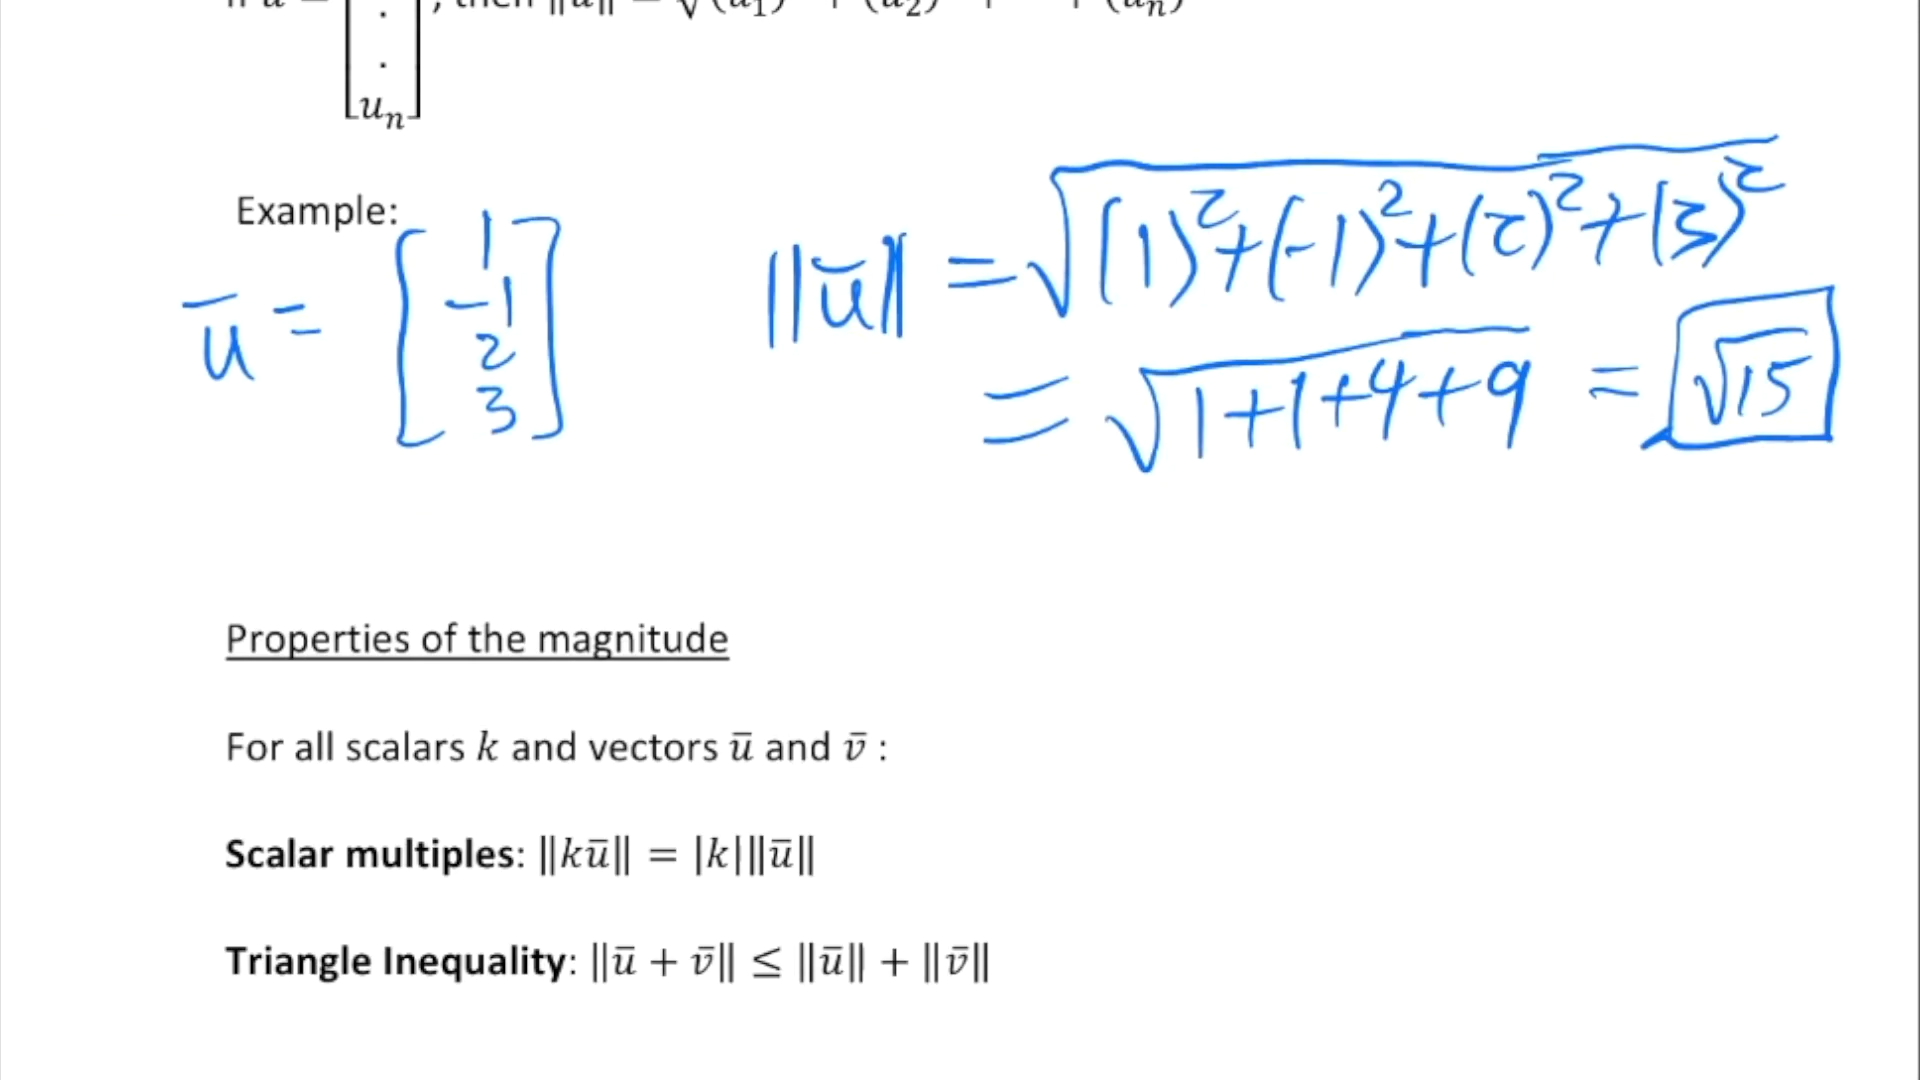 uₙ
Example:
ū = [1 -1 2 3]
||ū|| = √(1)²+(-1)²+(2)²+(3)²
= √1+1+4+9 = √15
Properties of the magnitude
For all scalars k and vectors ū and v̄ :
Scalar multiples: ‖kū‖ = |k|‖ū‖
Triangle Inequality: ‖ū + v̄‖ ≤ ‖ū‖ + ‖v̄‖